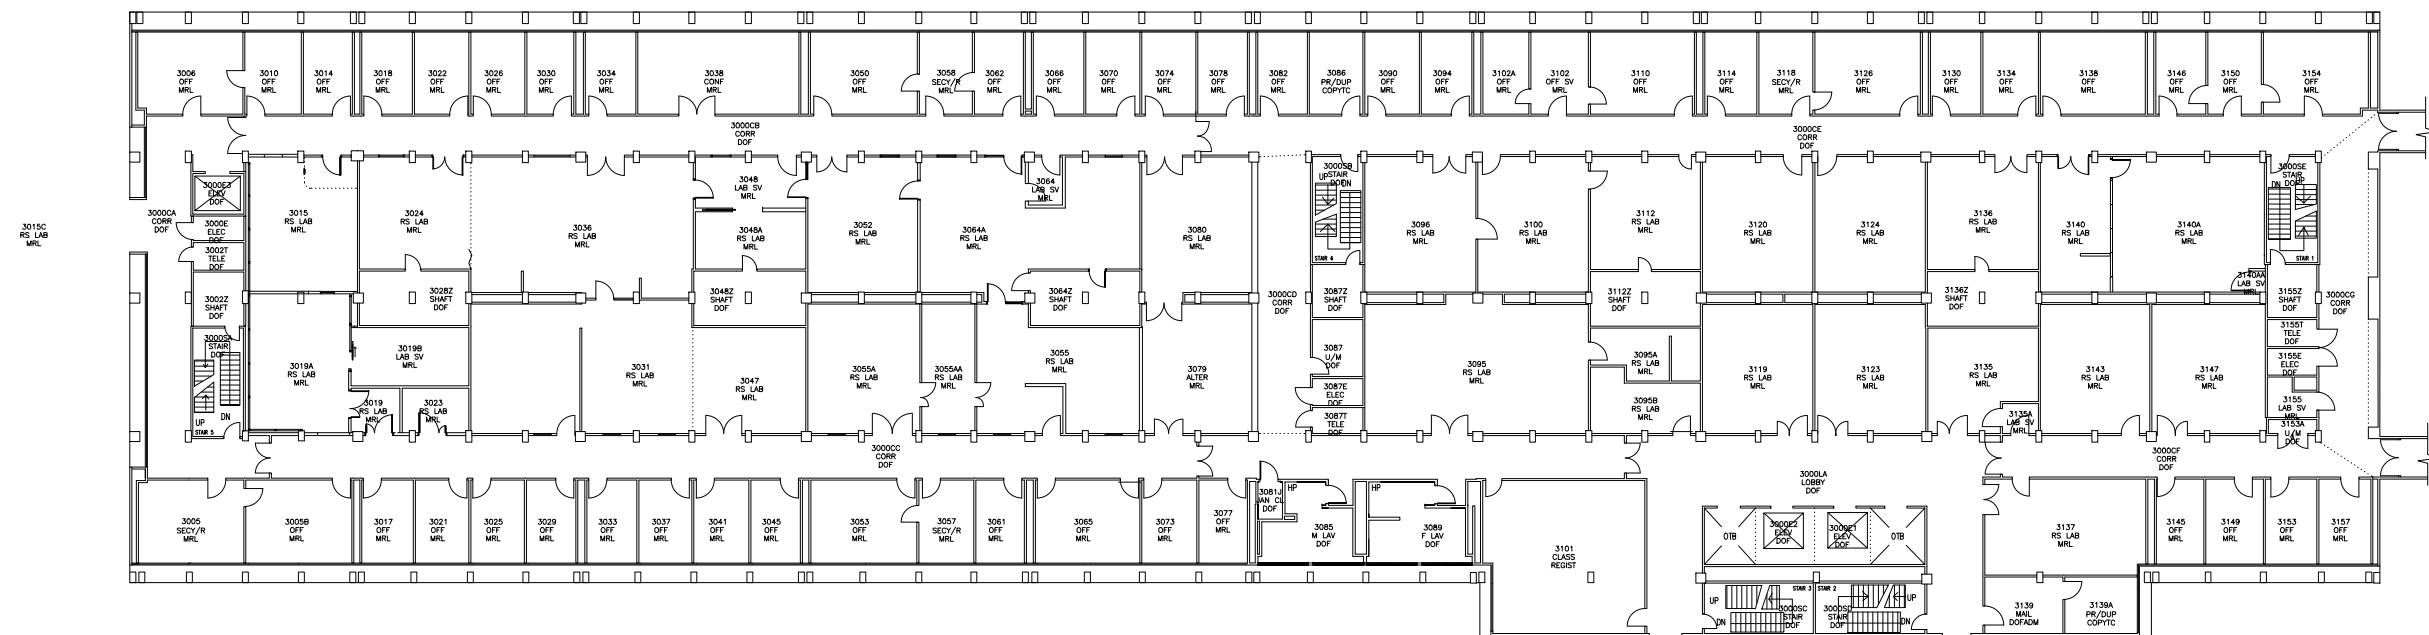 3006
OFF
MRL
3010
OFF
MRL
3014
OFF
MRL
3018
OFF
MRL
3022
OFF
MRL
3026
OFF
MRL
3030
OFF
MRL
3034
OFF
MRL
3038
CONF
MRL
3050
OFF
MRL
3058
SECY/R
MRL
3062
OFF
MRL
3066
OFF
MRL
3070
OFF
MRL
3074
OFF
MRL
3078
OFF
MRL
3082
OFF
MRL
3086
PR/DUP
COPYTC
3090
OFF
MRL
3094
OFF
MRL
3102A
OFF
MRL
3102
OFF SV
MRL
3110
OFF
MRL
3114
OFF
MRL
3118
SECY/R
MRL
3126
OFF
MRL
3130
OFF
MRL
3134
OFF
MRL
3138
OFF
MRL
3146
OFF
MRL
3150
OFF
MRL
3154
OFF
MRL
3000CB
CORR
DOF
3000CE
CORR
DOF
3015C
RS LAB
MRL
3000CA
CORR
DOF
3000E3
ELEV
DOF
3000E
ELEC
DOF
3002T
TELE
DOF
3002Z
SHAFT
DOF
3000SA
STAIR
DOF
UP
DN
STAIR 5
3015
RS LAB
MRL
3024
RS LAB
MRL
3036
RS LAB
MRL
3048
LAB SV
MRL
3048A
RS LAB
MRL
3052
RS LAB
MRL
3064A
RS LAB
MRL
3064
LAB SV
MRL
3080
RS LAB
MRL
3028Z
SHAFT
DOF
3048Z
SHAFT
DOF
3064Z
SHAFT
DOF
3000CD
CORR
DOF
3000SB
STAIR
DOF
UP
DN
STAIR 4
3087Z
SHAFT
DOF
3087
U/M
DOF
3087E
ELEC
DOF
3087T
TELE
DOF
3096
RS LAB
MRL
3100
RS LAB
MRL
3112
RS LAB
MRL
3120
RS LAB
MRL
3124
RS LAB
MRL
3136
RS LAB
MRL
3140
RS LAB
MRL
3140A
RS LAB
MRL
3140AA
LAB SV
MRL
3112Z
SHAFT
DOF
3136Z
SHAFT
DOF
3000SE
STAIR
DOF
DN
UP
STAIR 1
3155Z
SHAFT
DOF
3155T
TELE
DOF
3155E
ELEC
DOF
3155
LAB SV
MRL
3153A
U/M
DOF
3000CG
CORR
DOF
3019A
RS LAB
MRL
3019B
LAB SV
MRL
3019
RS LAB
MRL
3023
RS LAB
MRL
3031
RS LAB
MRL
3047
RS LAB
MRL
3055A
RS LAB
MRL
3055AA
RS LAB
MRL
3055
RS LAB
MRL
3079
ALTER
MRL
3095
RS LAB
MRL
3095A
RS LAB
MRL
3095B
RS LAB
MRL
3119
RS LAB
MRL
3123
RS LAB
MRL
3135
RS LAB
MRL
3135A
LAB SV
MRL
3143
RS LAB
MRL
3147
RS LAB
MRL
3000CC
CORR
DOF
3000LA
LOBBY
DOF
3000CF
CORR
DOF
3005
SECY/R
MRL
3005B
OFF
MRL
3017
OFF
MRL
3021
OFF
MRL
3025
OFF
MRL
3029
OFF
MRL
3033
OFF
MRL
3037
OFF
MRL
3041
OFF
MRL
3045
OFF
MRL
3053
OFF
MRL
3057
SECY/R
MRL
3061
OFF
MRL
3065
OFF
MRL
3073
OFF
MRL
3077
OFF
MRL
3081J
JAN CL
DOF
HP
3085
M LAV
DOF
HP
3089
F LAV
DOF
3101
CLASS
REGIST
OTB
3000E2
ELEV
DOF
3000E1
ELEV
DOF
OTB
3137
RS LAB
MRL
3145
OFF
MRL
3149
OFF
MRL
3153
OFF
MRL
3157
OFF
MRL
STAIR 3
STAIR 2
UP
DN
3000SC
STAIR
DOF
3000SD
STAIR
DOF
UP
DN
3139
MAIL
DOFADM
3139A
PR/DUP
COPYTC